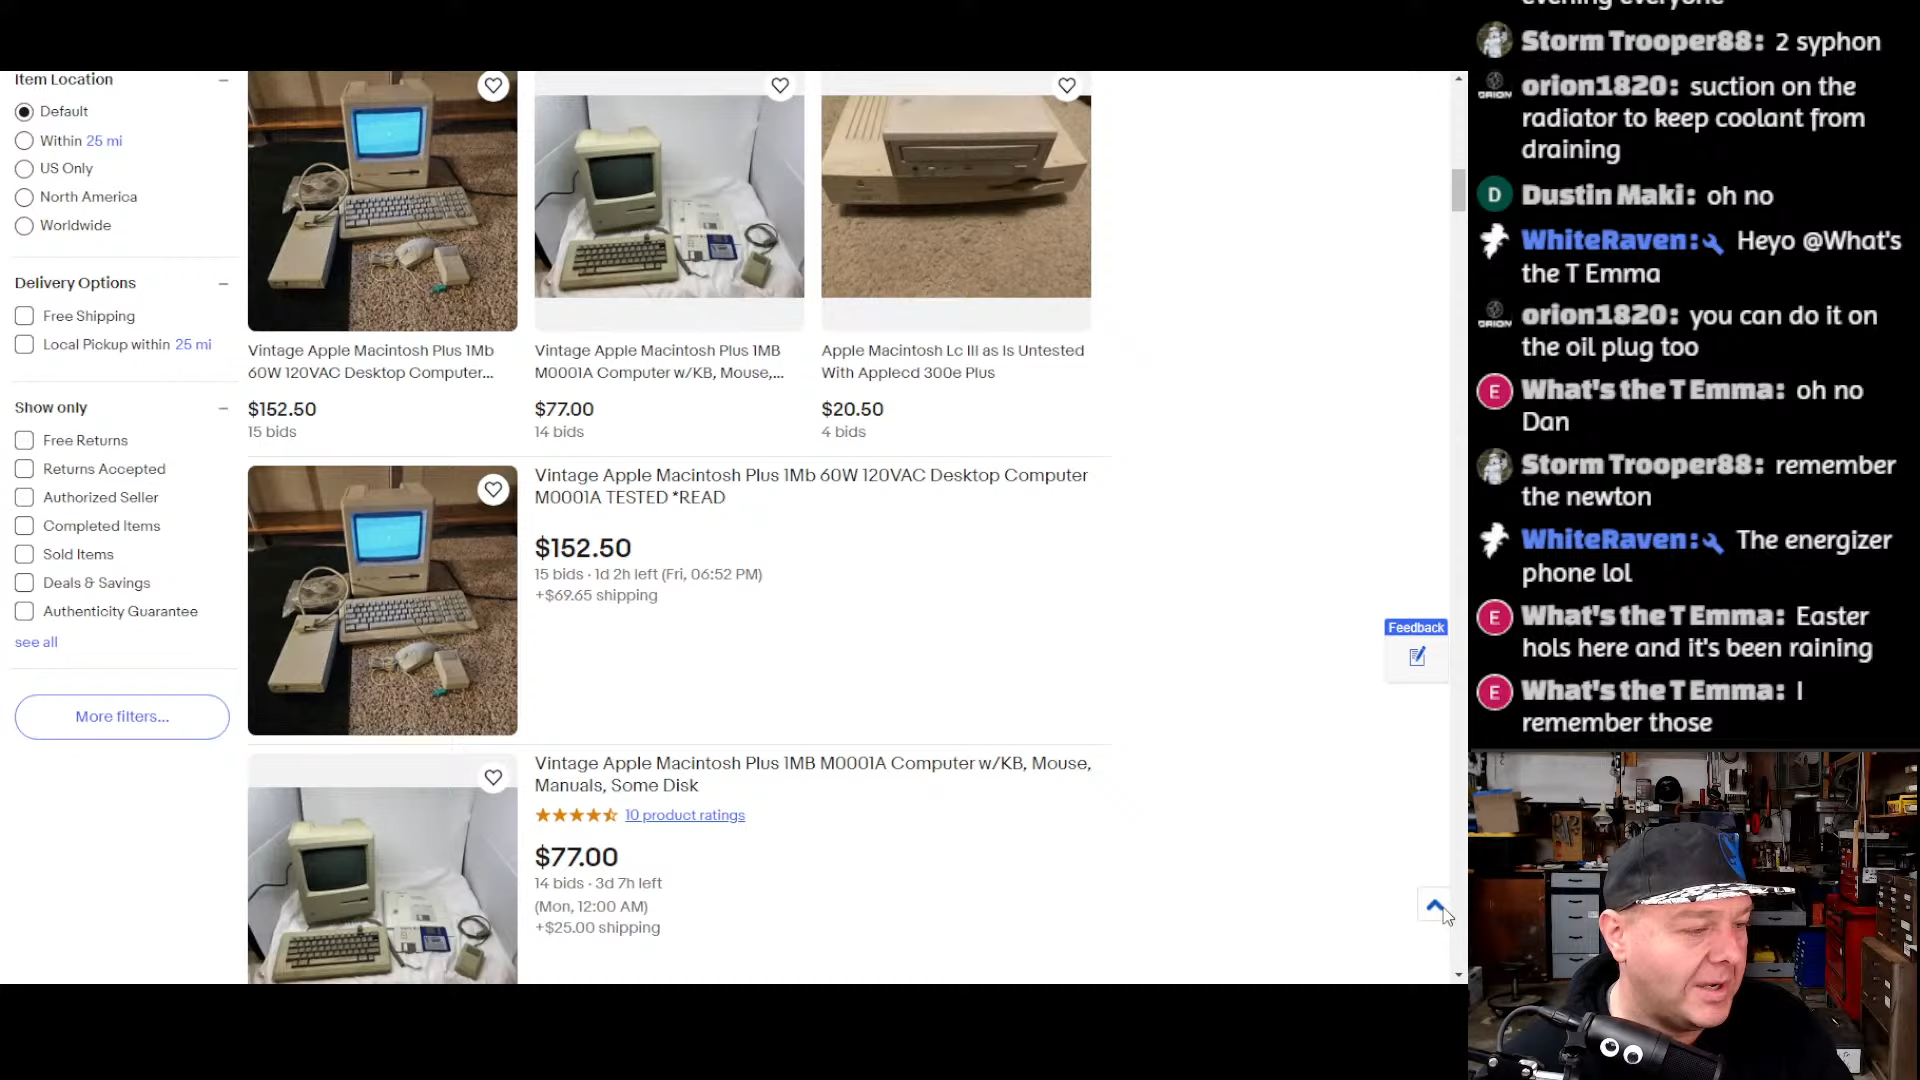 Item Location
Default
Within 25 mi
US Only
North America
Worldwide
Delivery Options
Free Shipping
Local Pickup within 25 mi
Show only
Free Returns
Returns Accepted
Authorized Seller
Completed Items
Sold Items
Deals & Savings
Authenticity Guarantee
see all
More filters...
Vintage Apple Macintosh Plus 1Mb
60W 120VAC Desktop Computer...
$152.50
15 bids
Vintage Apple Macintosh Plus 1MB
M0001A Computer w/KB, Mouse,...
$77.00
14 bids
Apple Macintosh Lc III as Is Untested
With Applecd 300e Plus
$20.50
4 bids
Vintage Apple Macintosh Plus 1Mb 60W 120VAC Desktop Computer
M0001A TESTED *READ
$152.50
15 bids · 1d 2h left (Fri, 06:52 PM)
+$69.65 shipping
Vintage Apple Macintosh Plus 1MB M0001A Computer w/KB, Mouse,
Manuals, Some Disk
10 product ratings
$77.00
14 bids · 3d 7h left
(Mon, 12:00 AM)
+$25.00 shipping
Feedback
evening everyone
Storm Trooper88: 2 syphon
ORION
orion1820: suction on the
radiator to keep coolant from
draining
D
Dustin Maki: oh no
WhiteRaven: Heyo @What's
the T Emma
ORION
orion1820: you can do it on
the oil plug too
E
What's the T Emma: oh no
Dan
Storm Trooper88: remember
the newton
WhiteRaven: The energizer
phone lol
E
What's the T Emma: Easter
hols here and it's been raining
E
What's the T Emma: I
remember those